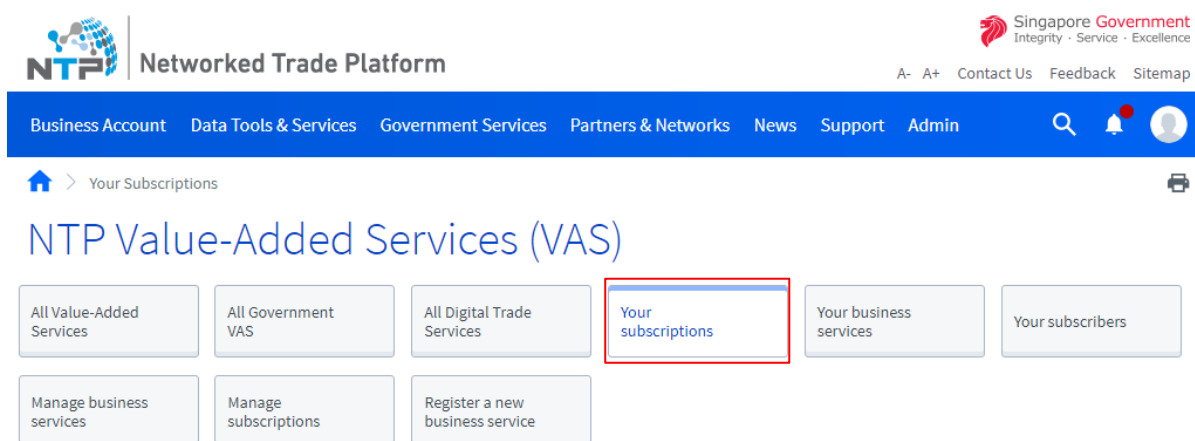 Singapore Government
Integrity · Service · Excellence
NTP
Networked Trade Platform
A- A+ Contact Us Feedback Sitemap
Business Account Data Tools & Services Government Services Partners & Networks News Support Admin
Your Subscriptions
NTP Value-Added Services (VAS)
All Value-Added
Services
All Government
VAS
All Digital Trade
Services
Your
subscriptions
Your business
services
Your subscribers
Manage business
services
Manage
subscriptions
Register a new
business service